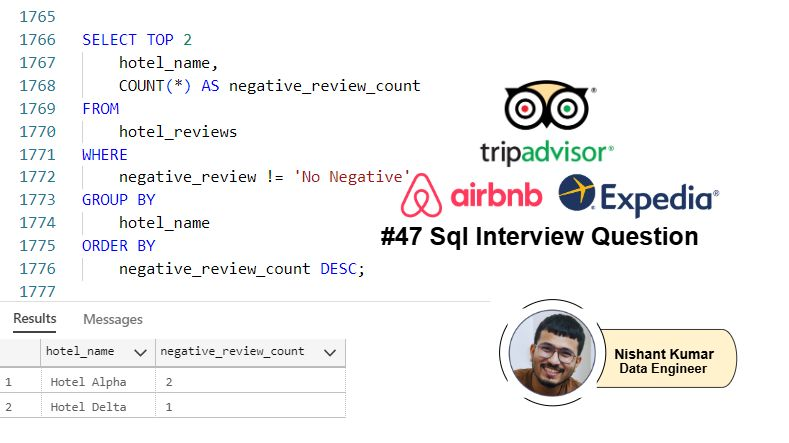 1765
1766 SELECT TOP 2
1767 hotel_name,
1768 COUNT(*) AS negative_review_count
1769 FROM
1770 hotel_reviews
1771 WHERE
1772 negative_review != 'No Negative'
1773 GROUP BY
1774 hotel_name
1775 ORDER BY
1776 negative_review_count DESC;
1777
tripadvisor®
airbnb
Expedia®
#47 Sql Interview Question
Results Messages
hotel_name negative_review_count
1 Hotel Alpha 2
2 Hotel Delta 1
Nishant Kumar
Data Engineer